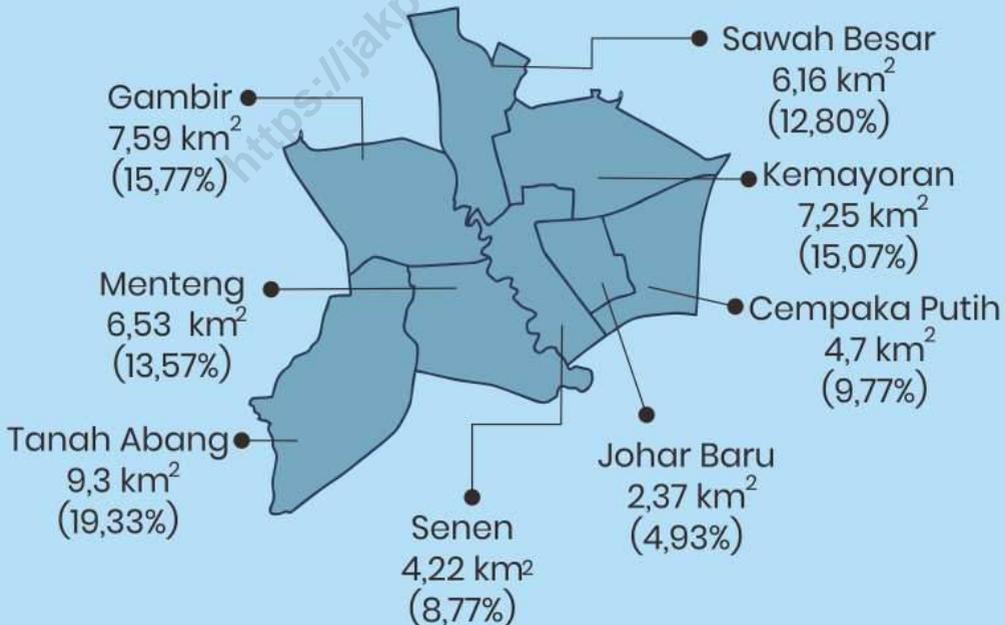 https://jakp
Sawah Besar
6,16 km²
(12,80%)
Gambir
7,59 km²
(15,77%)
Kemayoran
7,25 km²
(15,07%)
Menteng
6,53 km²
(13,57%)
Cempaka Putih
4,7 km²
(9,77%)
Tanah Abang
9,3 km²
(19,33%)
Johar Baru
2,37 km²
(4,93%)
Senen
4,22 km²
(8,77%)